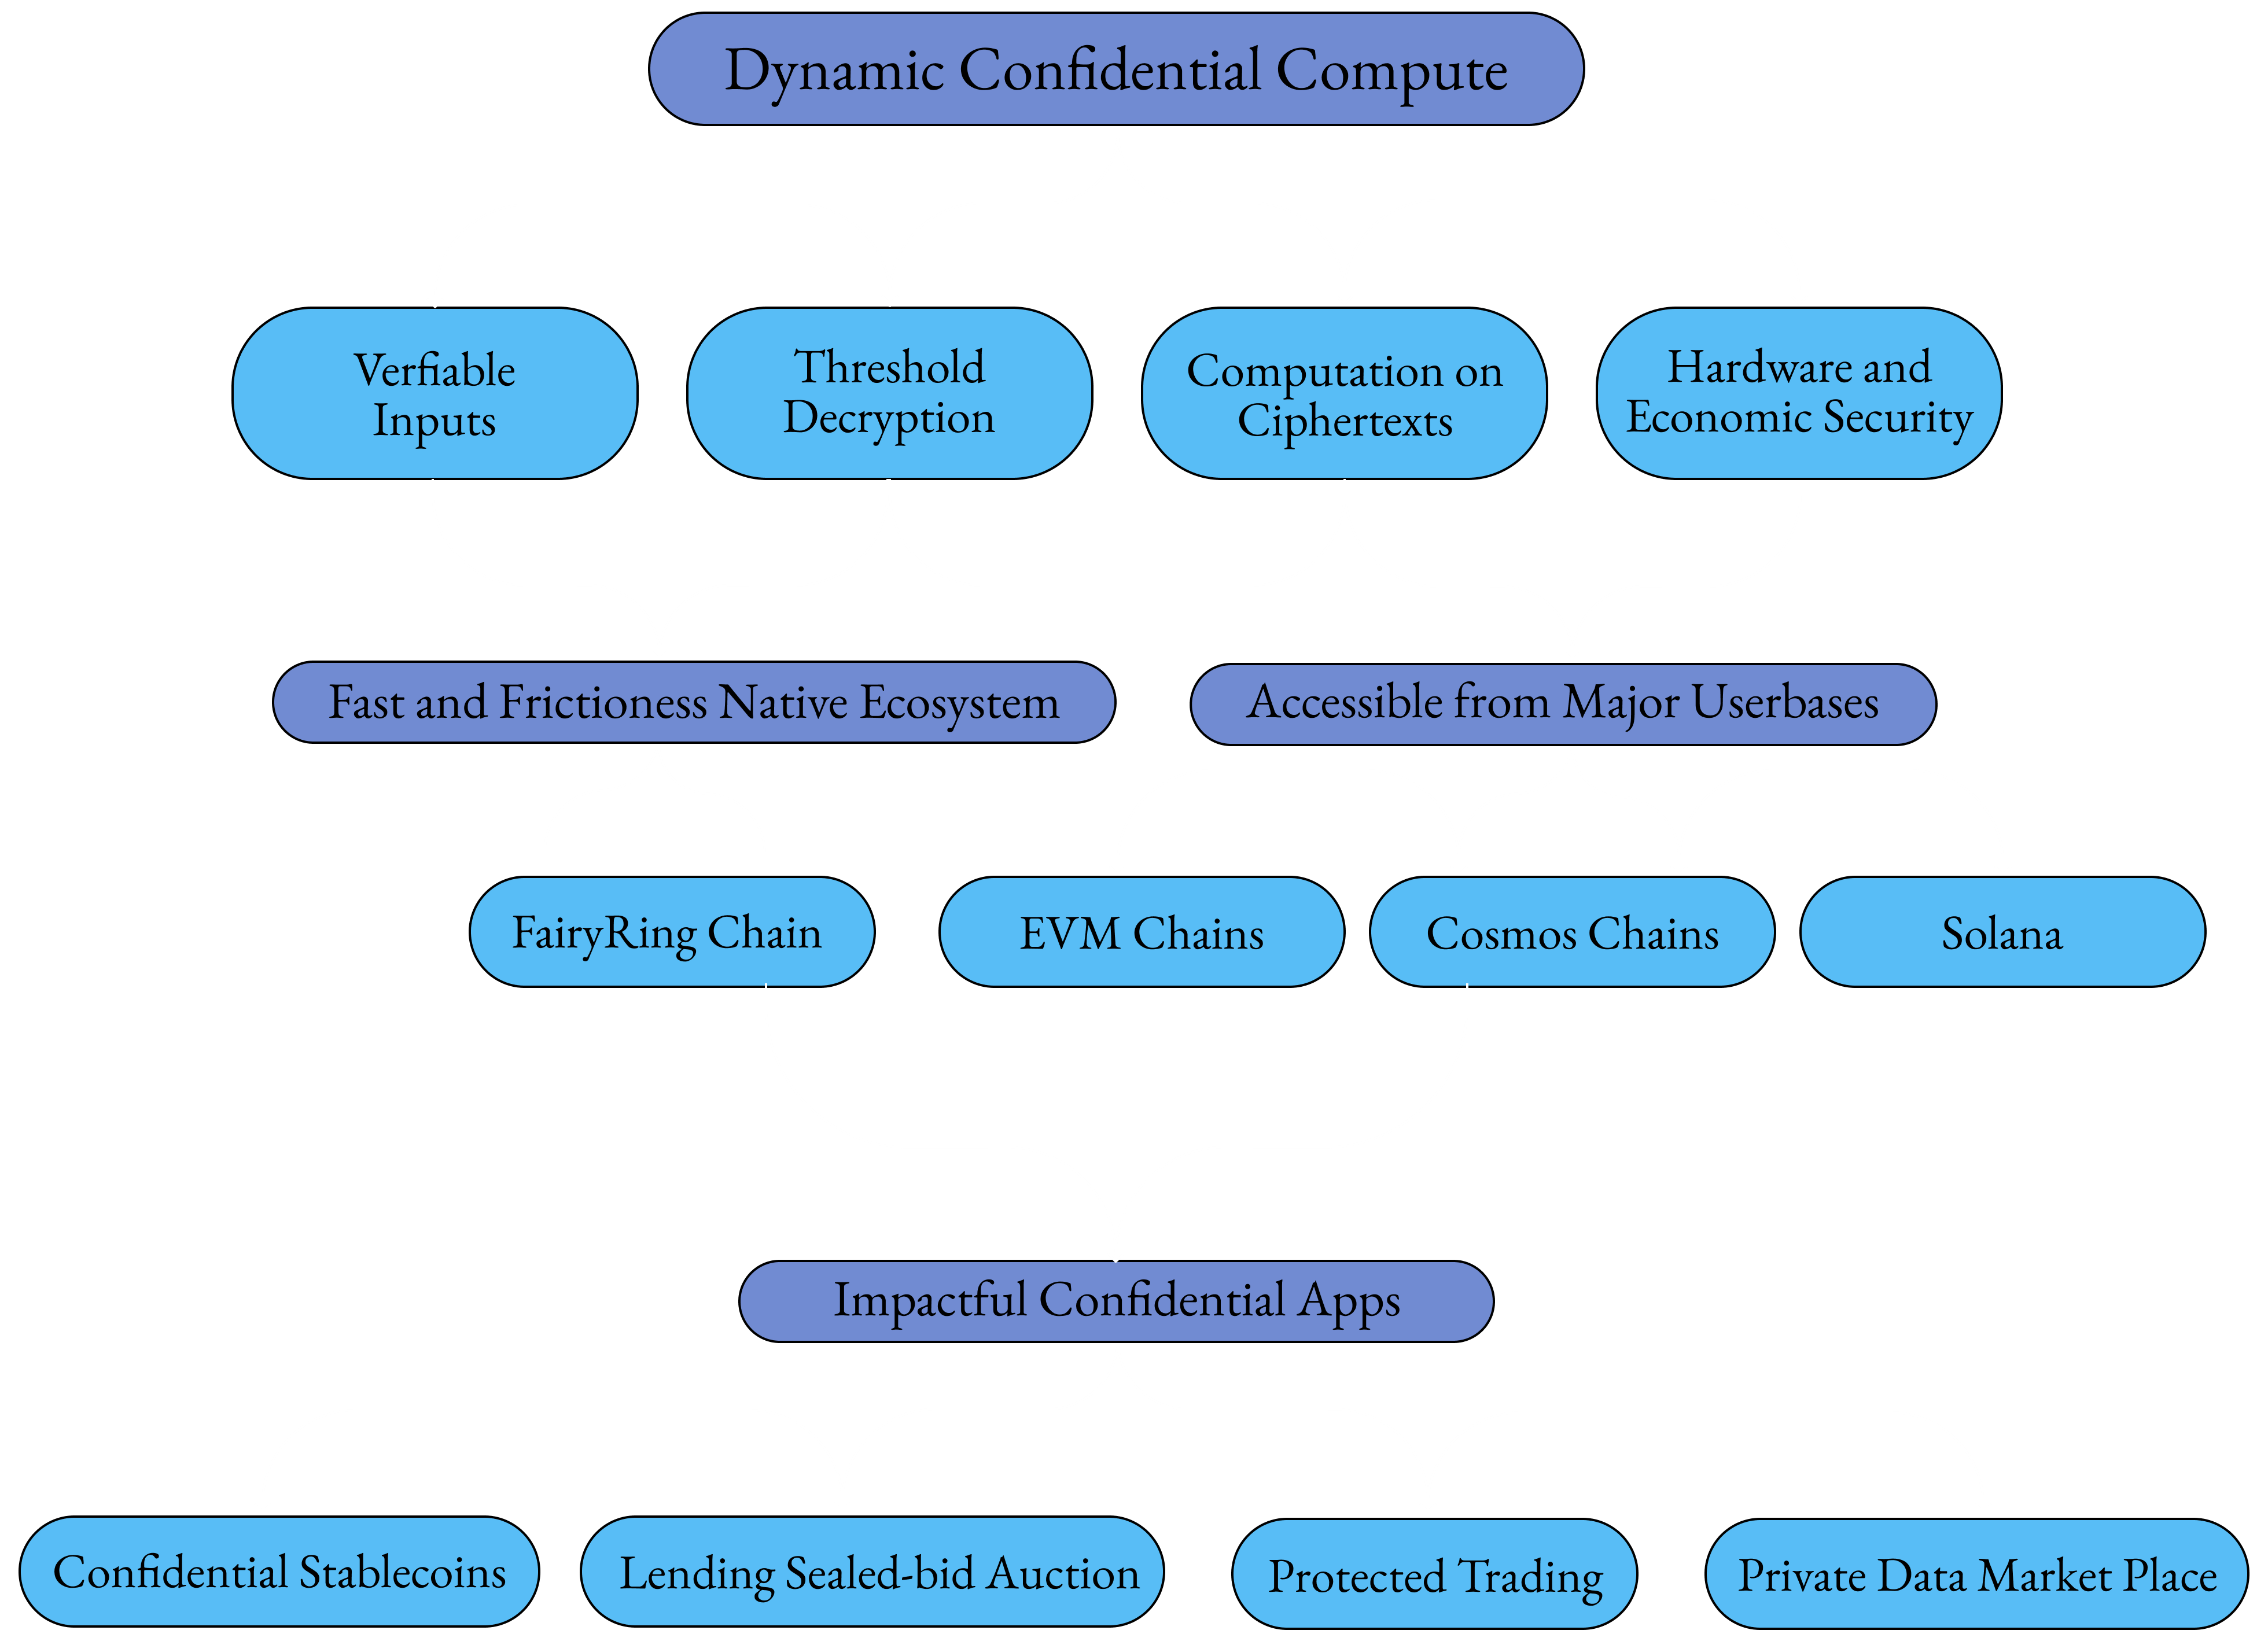 Dynamic Confidential Compute
Verfiable
Inputs
Threshold
Decryption
Computation on
Ciphertexts
Hardware and
Economic Security
Fast and Frictioness Native Ecosystem
Accessible from Major Userbases
FairyRing Chain
EVM Chains
Cosmos Chains
Solana
Impactful Confidential Apps
Confidential Stablecoins
Lending Sealed-bid Auction
Protected Trading
Private Data Market Place